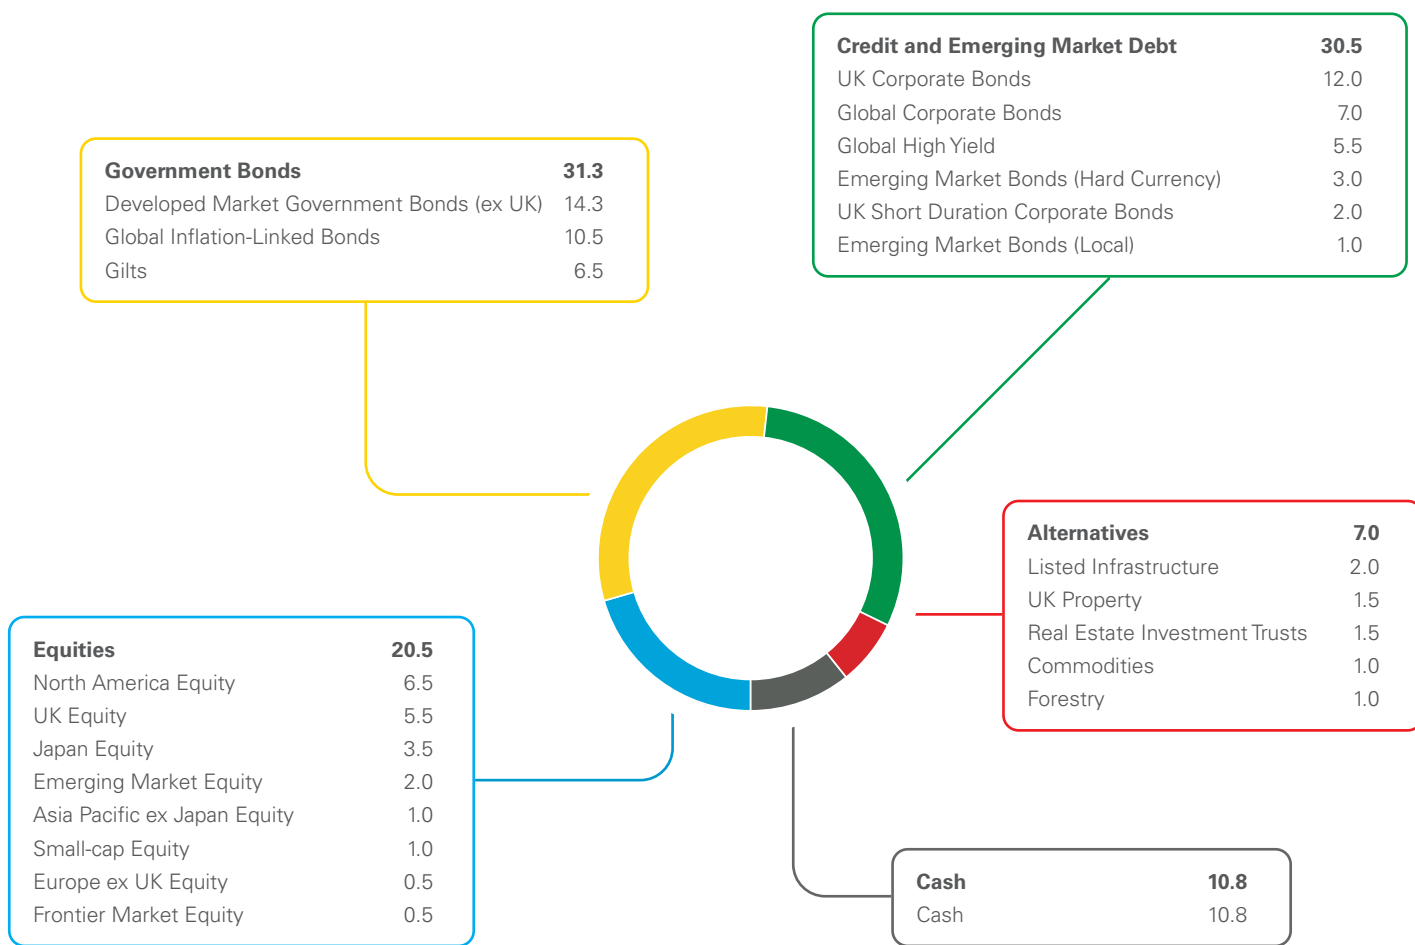 Credit and Emerging Market Debt 30.5
UK Corporate Bonds 12.0
Global Corporate Bonds 7.0
Global High Yield 5.5
Emerging Market Bonds (Hard Currency) 3.0
UK Short Duration Corporate Bonds 2.0
Emerging Market Bonds (Local) 1.0
Government Bonds 31.3
Developed Market Government Bonds (ex UK) 14.3
Global Inflation-Linked Bonds 10.5
Gilts 6.5
Alternatives 7.0
Listed Infrastructure 2.0
UK Property 1.5
Real Estate Investment Trusts 1.5
Commodities 1.0
Forestry 1.0
Equities 20.5
North America Equity 6.5
UK Equity 5.5
Japan Equity 3.5
Emerging Market Equity 2.0
Asia Pacific ex Japan Equity 1.0
Small-cap Equity 1.0
Europe ex UK Equity 0.5
Frontier Market Equity 0.5
Cash 10.8
Cash 10.8